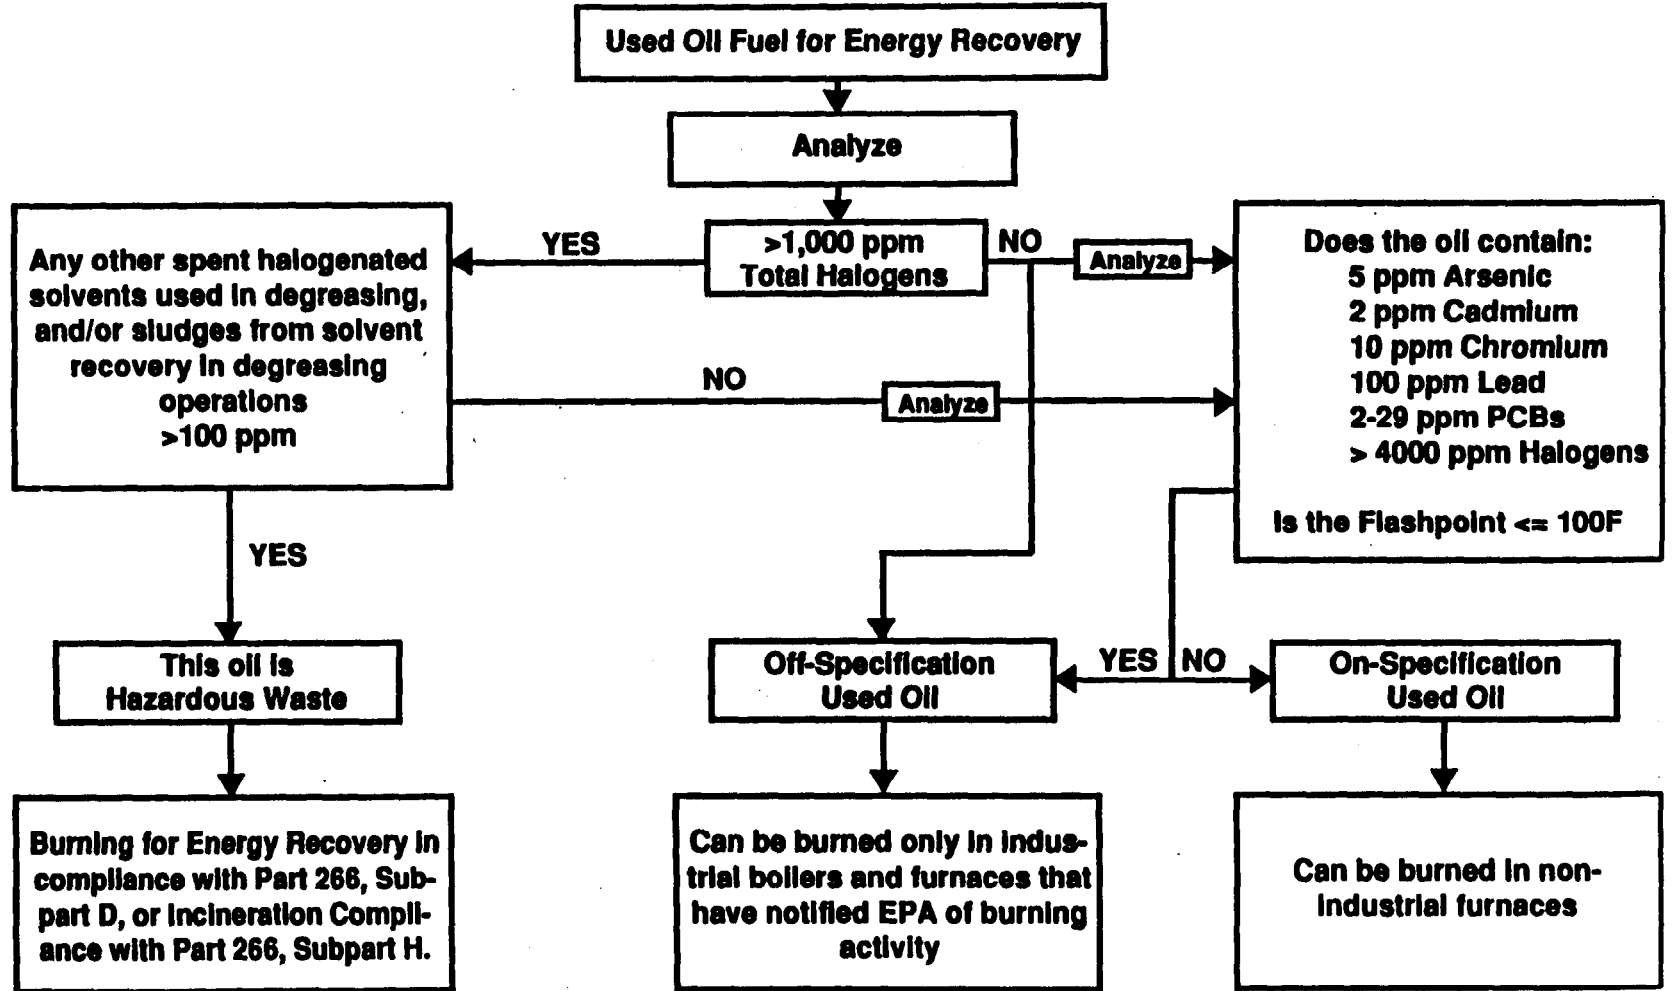 Used Oil Fuel for Energy Recovery
Analyze
>1,000 ppm
Total Halogens
YES
NO
Analyze
Any other spent halogenated
solvents used in degreasing,
and/or sludges from solvent
recovery in degreasing
operations
>100 ppm
NO
Analyze
Does the oil contain:
5 ppm Arsenic
2 ppm Cadmium
10 ppm Chromium
100 ppm Lead
2-29 ppm PCBs
> 4000 ppm Halogens
Is the Flashpoint <= 100F
YES
This oil is
Hazardous Waste
Off-Specification
Used Oil
YES
NO
On-Specification
Used Oil
Burning for Energy Recovery in
compliance with Part 266, Sub-
part D, or Incineration Compli-
ance with Part 266, Subpart H.
Can be burned only in indus-
trial boilers and furnaces that
have notified EPA of burning
activity
Can be burned in non-
industrial furnaces